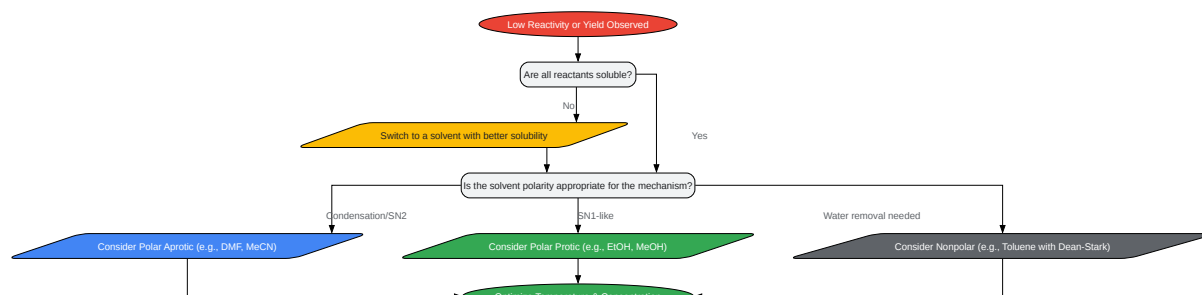 Low Reactivity or Yield Observed
Are all reactants soluble?
No
Switch to a solvent with better solubility
Yes
Is the solvent polarity appropriate for the mechanism?
Condensation/SN2
SN1-like
Water removal needed
Consider Polar Aprotic (e.g., DMF, MeCN)
Consider Polar Protic (e.g., EtOH, MeOH)
Consider Nonpolar (e.g., Toluene with Dean-Stark)